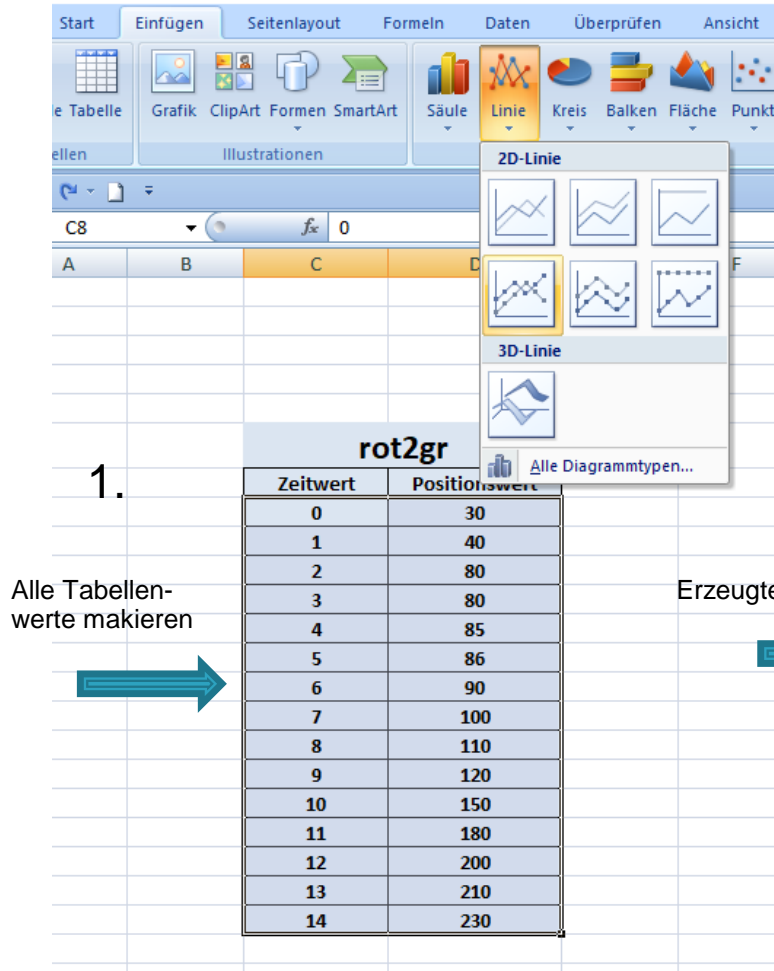 Start Einfügen Seitenlayout Formeln Daten Überprüfen Ansicht
le Tabelle Grafik ClipArt Formen SmartArt Säule Linie Kreis Balken Fläche Punkt
ellen Illustrationen
2D-Linie
C8 fx 0
A B C D F
3D-Linie
Alle Diagrammtypen...
rot2gr
1.
Zeitwert Positionswert
0 30
1 40
2 80
3 80
4 85
5 86
6 90
7 100
8 110
9 120
10 150
11 180
12 200
13 210
14 230
Alle Tabellen-
werte makieren
Erzeugte